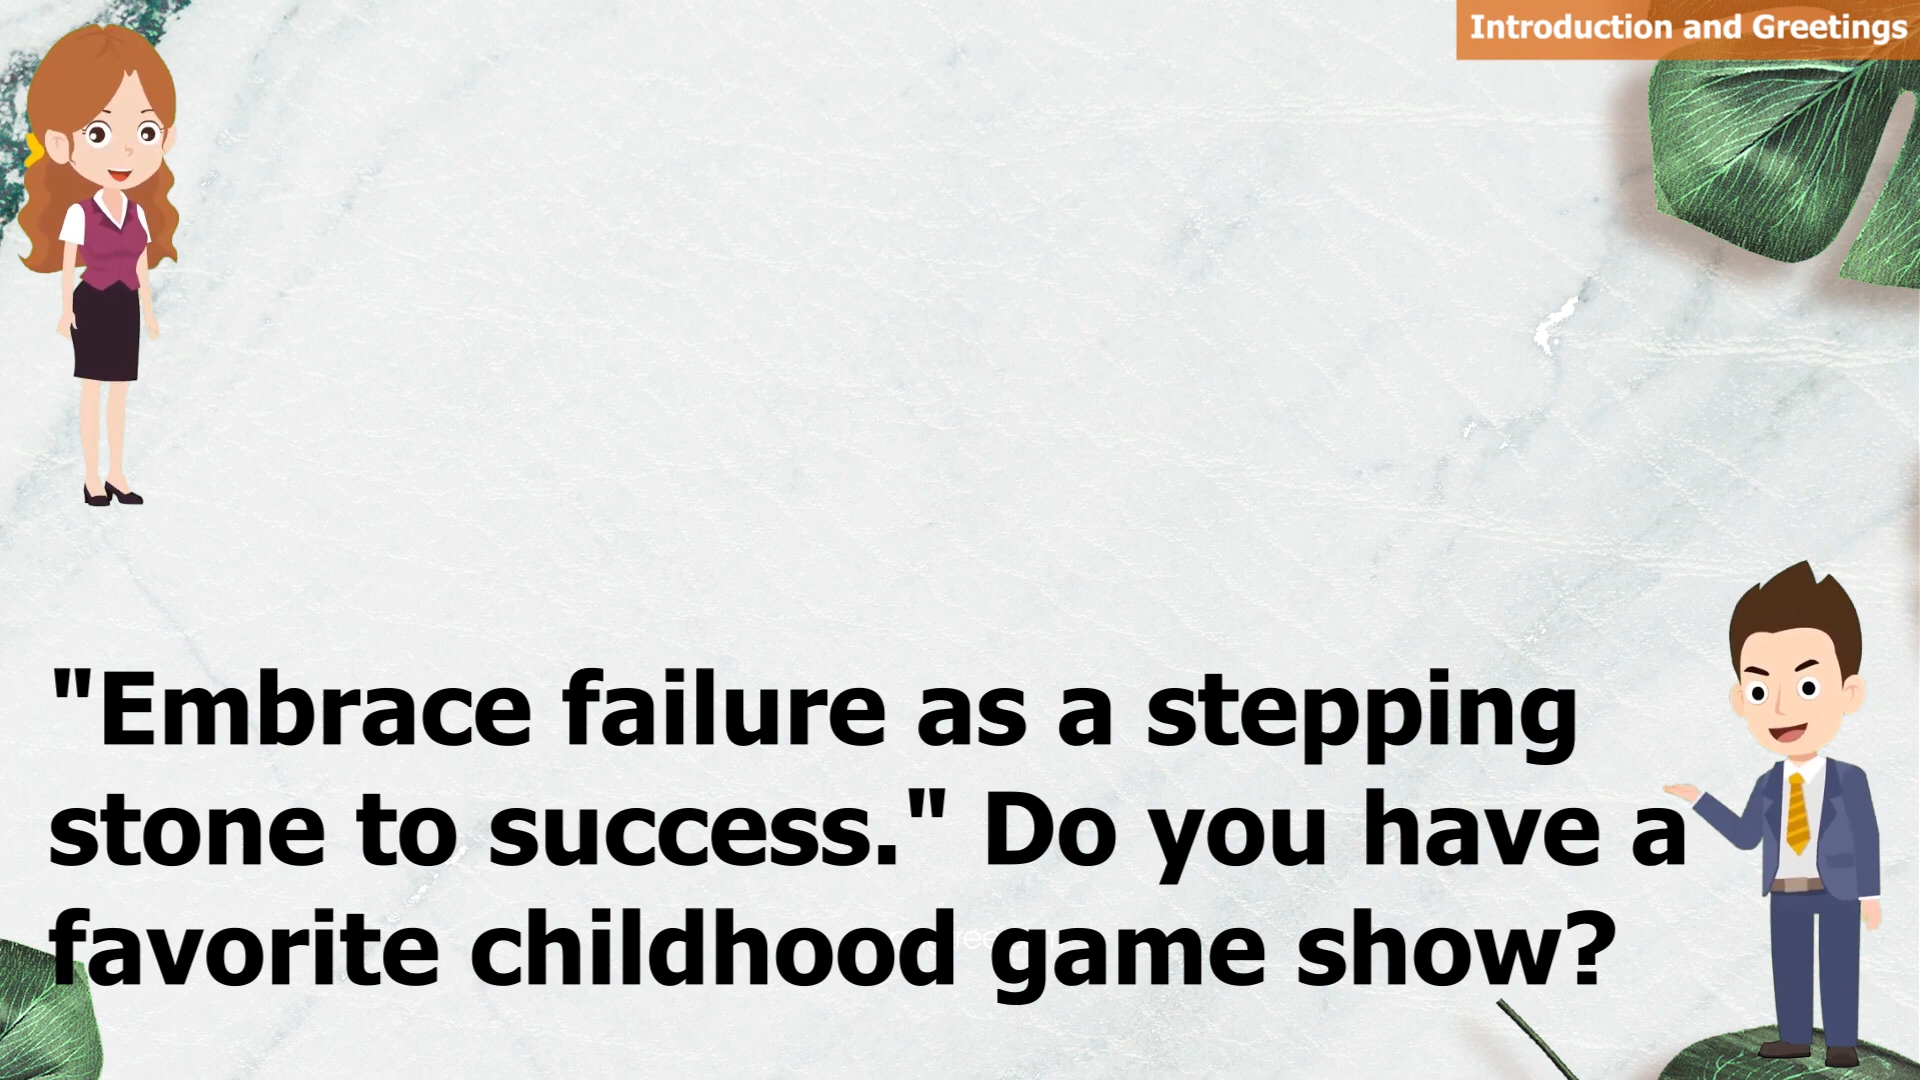 Introduction and Greetings
"Embrace failure as a stepping
stone to success." Do you have a
favorite childhood game show?